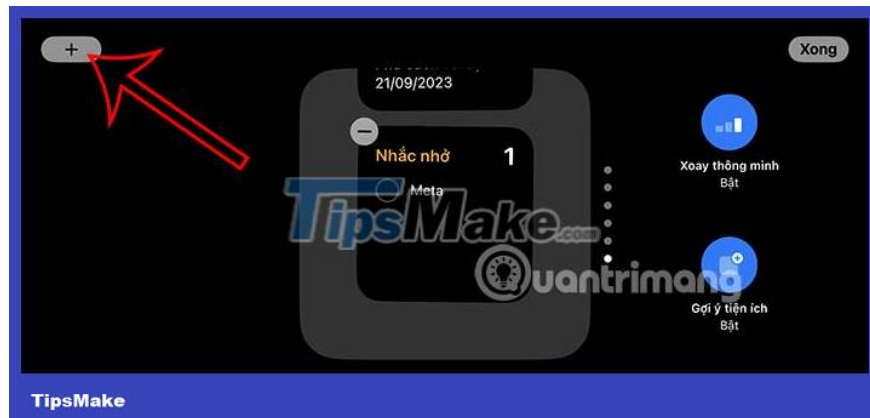 +
Xong
21/09/2023
Nhắc nhở 1
Meta
Xoay thông minh
Bật
TipsMake.com
Quantrimang
Gợi ý tiện ích
Bật
TipsMake